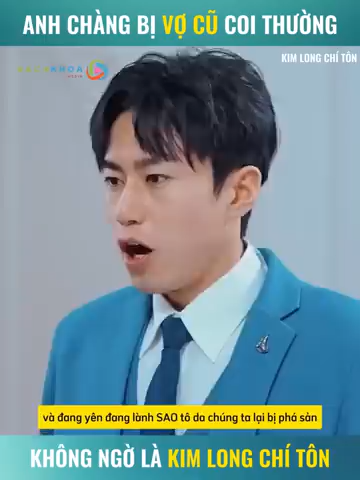 ANH CHÀNG BỊ VỢ CŨ COI THƯỜNG
KIM LONG CHÍ TÔN
và đang yên đang lành SAO tô da chúng ta lại bị phá sản
KHÔNG NGỜ LÀ KIM LONG CHÍ TÔN